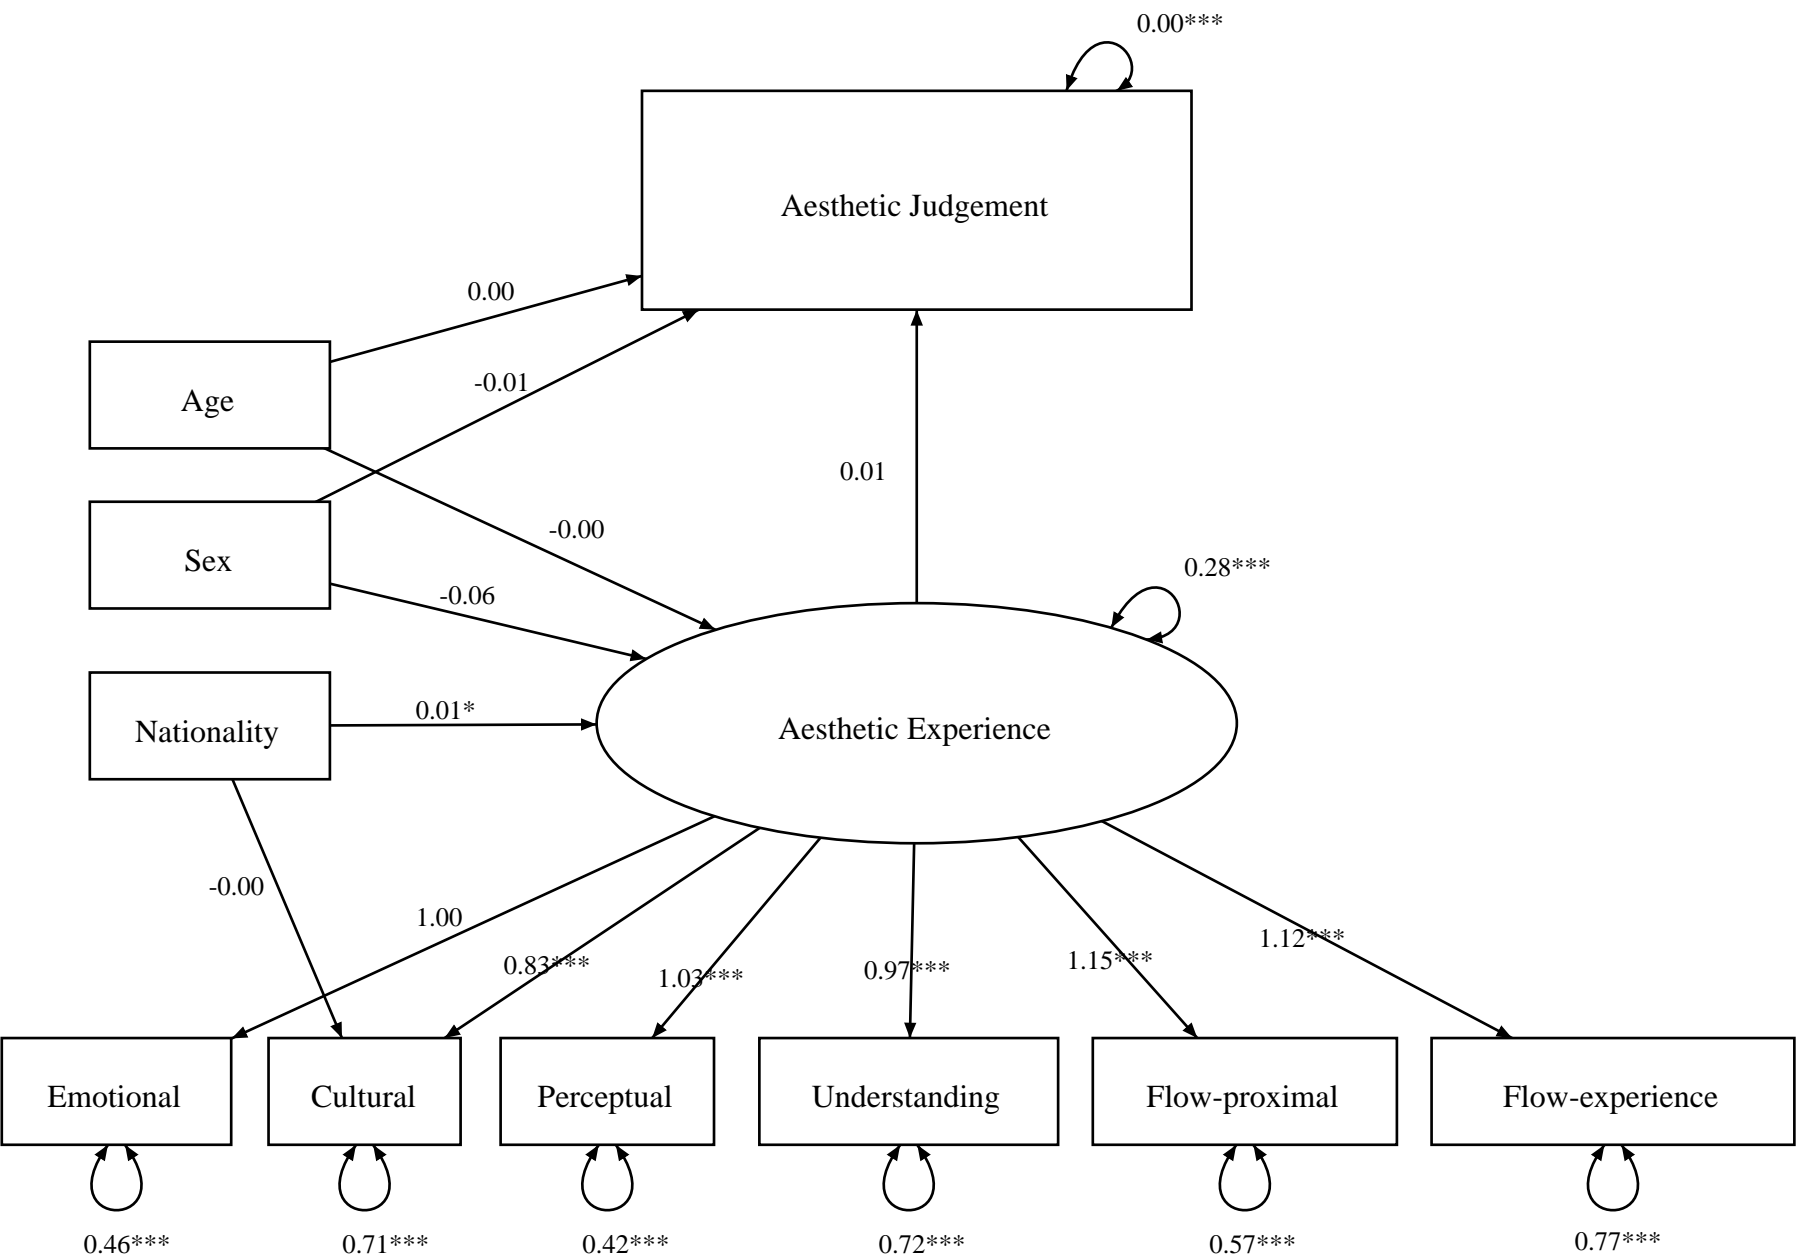 0.00***
Aesthetic Judgement
0.00
-0.01
Age
0.01
-0.00
Sex
0.28***
-0.06
Nationality
0.01*
Aesthetic Experience
-0.00
1.00
0.83***
1.03***
0.97***
1.15***
1.12***
Emotional
Cultural
Perceptual
Understanding
Flow-proximal
Flow-experience
0.46***
0.71***
0.42***
0.72***
0.57***
0.77***